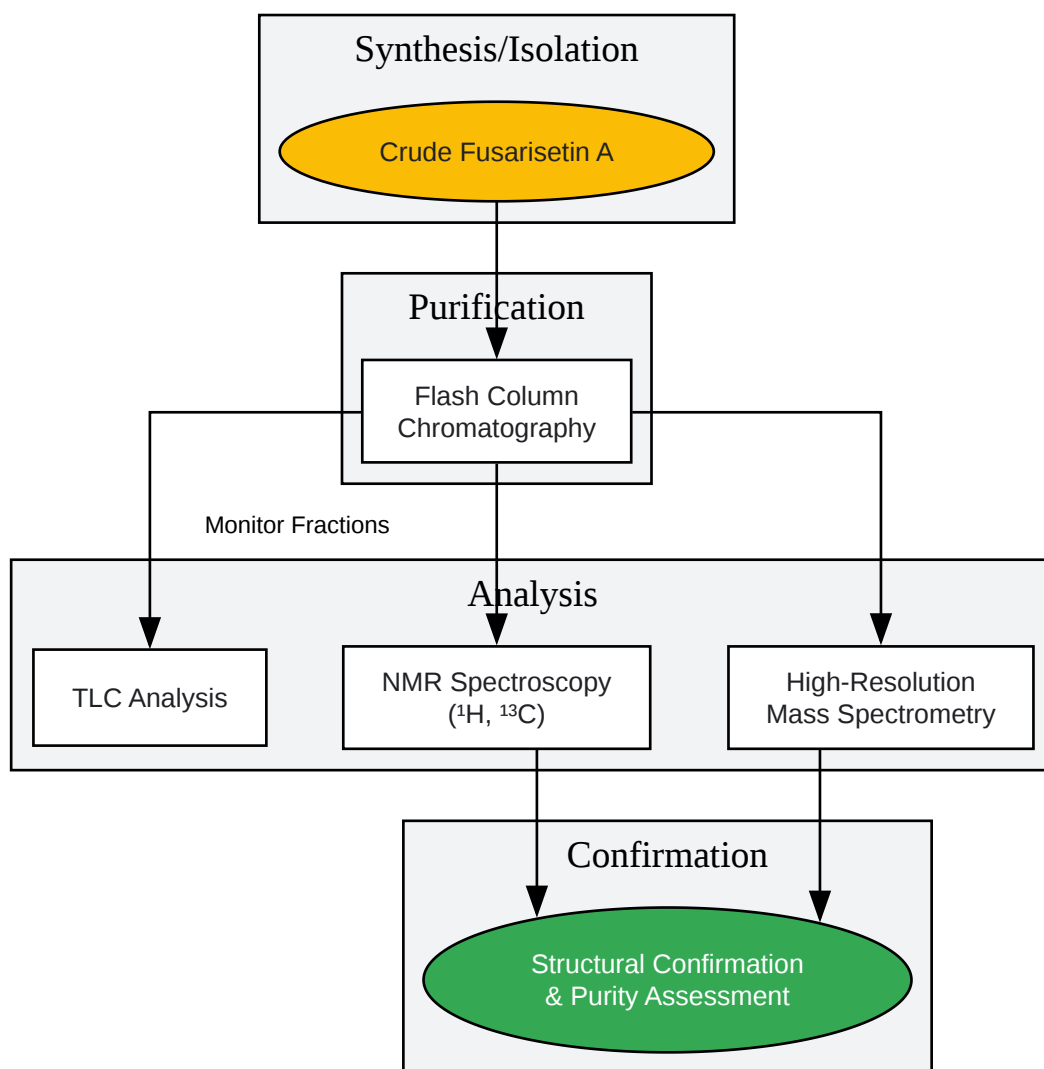 Synthesis/Isolation
Crude Fusarisetin A
Purification
Flash Column
Chromatography
Monitor Fractions
Analysis
TLC Analysis
NMR Spectroscopy
(¹H, ¹³C)
High-Resolution
Mass Spectrometry
Confirmation
Structural Confirmation
& Purity Assessment